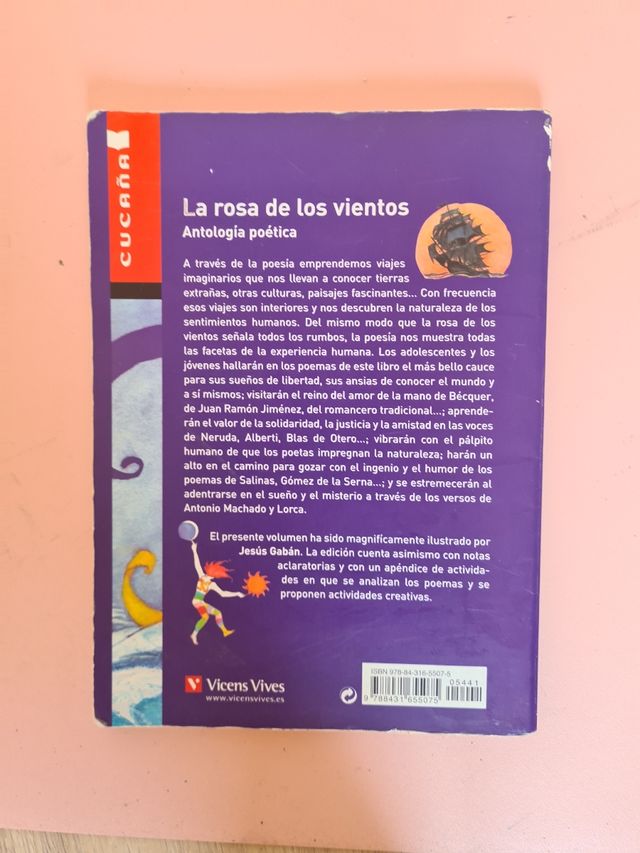 CUCAÑA
La rosa de los vientos
Antología poética
A través de la poesía emprendemos viajes
imaginarios que nos llevan a conocer tierras
extrañas, otras culturas, paisajes fascinantes... Con frecuencia
esos viajes son interiores y nos descubren la naturaleza de los
sentimientos humanos. Del mismo modo que la rosa de los
vientos señala todos los rumbos, la poesía nos muestra todas
las facetas de la experiencia humana. Los adolescentes y los
jóvenes hallarán en los poemas de este libro el más bello cauce
para sus sueños de libertad, sus ansias de conocer el mundo y
a sí mismos; visitarán el reino del amor de la mano de Bécquer,
de Juan Ramón Jiménez, del romancero tradicional...; aprende-
rán el valor de la solidaridad, la justicia y la amistad en las voces
de Neruda, Alberti, Blas de Otero...; vibrarán con el pálpito
humano de que los poetas impregnan la naturaleza; harán un
alto en el camino para gozar con el ingenio y el humor de los
poemas de Salinas, Gómez de la Serna...; y se estremecerán al
adentrarse en el sueño y el misterio a través de los versos de
Antonio Machado y Lorca.
El presente volumen ha sido magníficamente ilustrado por
Jesús Gabán. La edición cuenta asimismo con notas
aclaratorias y con un apéndice de activida-
des en que se analizan los poemas y se
proponen actividades creativas.
Vicens Vives
www.vicensvives.es
ISBN 978-84-316-5507-5
05441
9 788431 655075